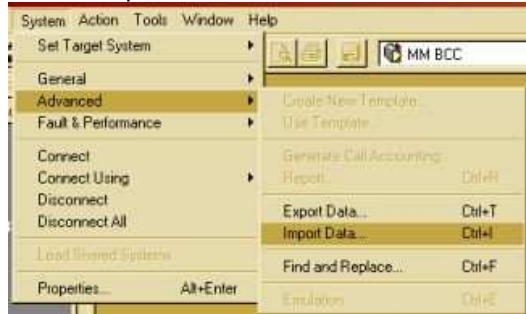 System Action Tools Window Help
Set Target System
MM BCC
General
Advanced
Fault & Performance
Connect
Connect Using
Disconnect
Disconnect All
Load Shared Systems
Properties... Alt+Enter
Create New Template...
Use Template...
Generate Call Accounting
Report... Ctrl+R
Export Data... Ctrl+T
Import Data... Ctrl+I
Find and Replace... Ctrl+F
Emulation Ctrl+E